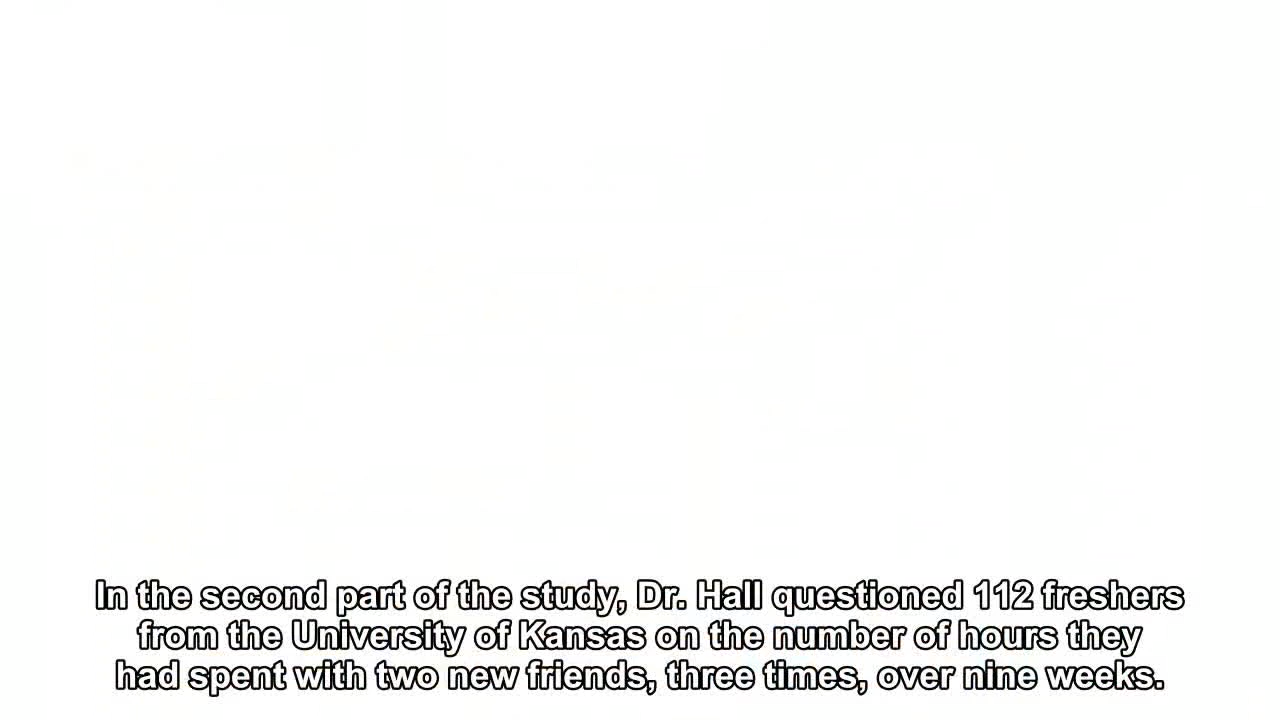 In the second part of the study, Dr. Hall questioned 112 freshers
from the University of Kansas on the number of hours they
had spent with two new friends, three times, over nine weeks.